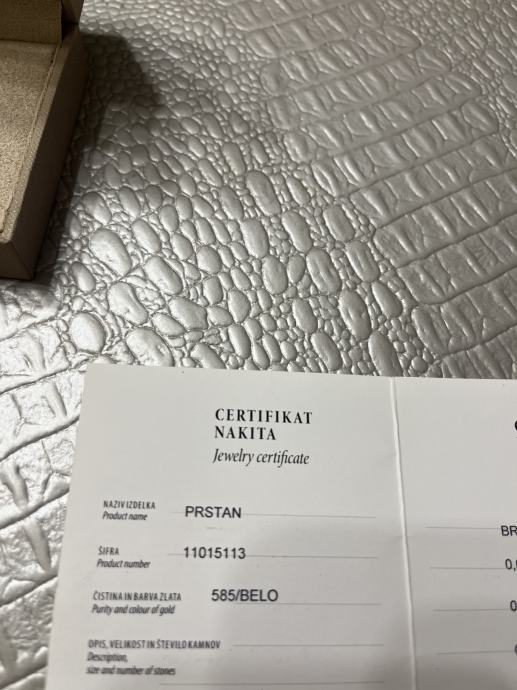 CERTIFIKAT
NAKITA
Jewelry certificate
NAZIV IZDELKA
Product name
PRSTAN
ŠIFRA
Product number
11015113
ČISTINA IN BARVA ZLATA
Purity and colour of gold
585/BELO
OPIS, VELIKOST IN ŠTEVILO KAMNOV
Description,
size and number of stones